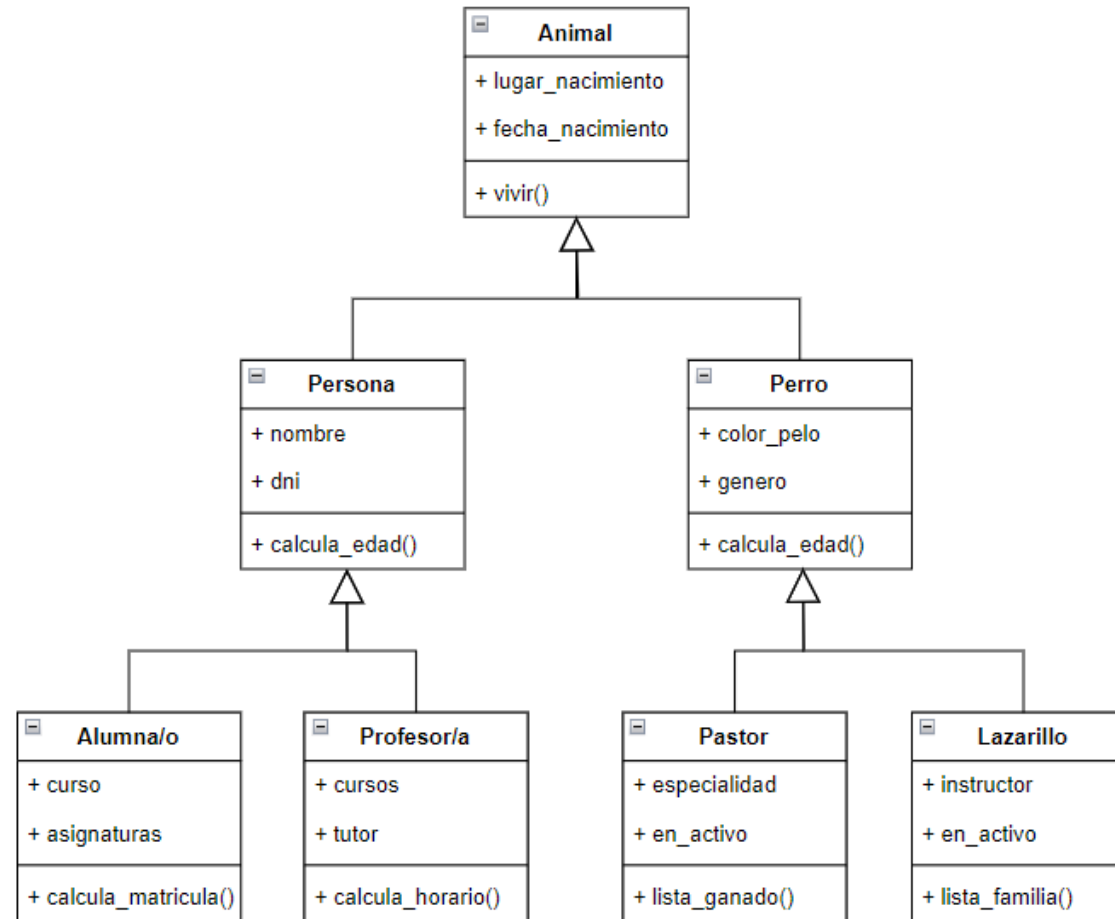 Animal
+ lugar_nacimiento
+ fecha_nacimiento
+ vivir()
Persona
+ nombre
+ dni
+ calcula_edad()
Perro
+ color_pelo
+ genero
+ calcula_edad()
Alumna/o
+ curso
+ asignaturas
+ calcula_matricula()
Profesor/a
+ cursos
+ tutor
+ calcula_horario()
Pastor
+ especialidad
+ en_activo
+ lista_ganado()
Lazarillo
+ instructor
+ en_activo
+ lista_familia()